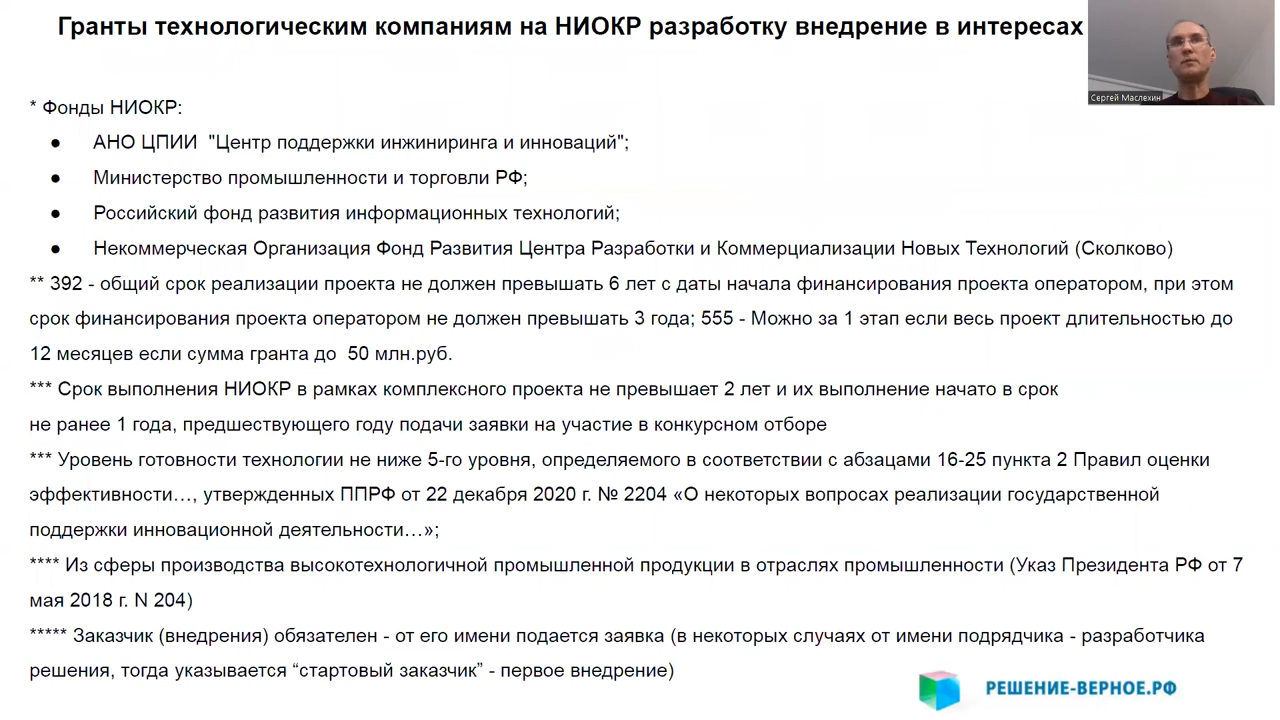 Гранты технологическим компаниям на НИОКР разработку внедрение в интересах
Сергей Маслехин
* Фонды НИОКР:
● АНО ЦПИИ "Центр поддержки инжиниринга и инноваций";
● Министерство промышленности и торговли РФ;
● Российский фонд развития информационных технологий;
● Некоммерческая Организация Фонд Развития Центра Разработки и Коммерциализации Новых Технологий (Сколково)
** 392 - общий срок реализации проекта не должен превышать 6 лет с даты начала финансирования проекта оператором, при этом
срок финансирования проекта оператором не должен превышать 3 года; 555 - Можно за 1 этап если весь проект длительностью до
12 месяцев если сумма гранта до 50 млн.руб.
*** Срок выполнения НИОКР в рамках комплексного проекта не превышает 2 лет и их выполнение начато в срок
не ранее 1 года, предшествующего году подачи заявки на участие в конкурсном отборе
*** Уровень готовности технологии не ниже 5-го уровня, определяемого в соответствии с абзацами 16-25 пункта 2 Правил оценки
эффективности…, утвержденных ППРФ от 22 декабря 2020 г. № 2204 «О некоторых вопросах реализации государственной
поддержки инновационной деятельности…»;
**** Из сферы производства высокотехнологичной промышленной продукции в отраслях промышленности (Указ Президента РФ от 7
мая 2018 г. N 204)
***** Заказчик (внедрения) обязателен - от его имени подается заявка (в некоторых случаях от имени подрядчика - разработчика
решения, тогда указывается “стартовый заказчик” - первое внедрение)
РЕШЕНИЕ-ВЕРНОЕ.РФ